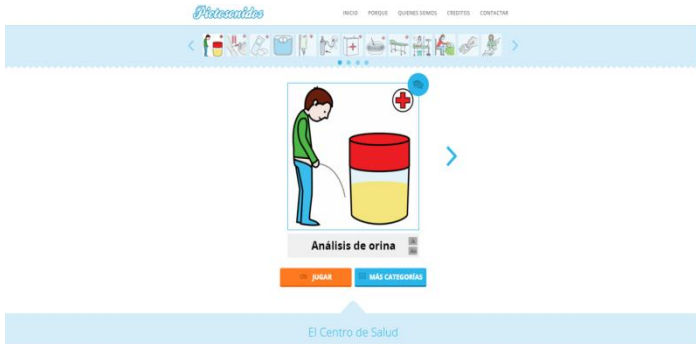 Pictosonidos
INICIO PORQUE QUIENES SOMOS CREDITOS CONTACTAR
Análisis de orina
JUGAR MÁS CATEGORÍAS
El Centro de Salud